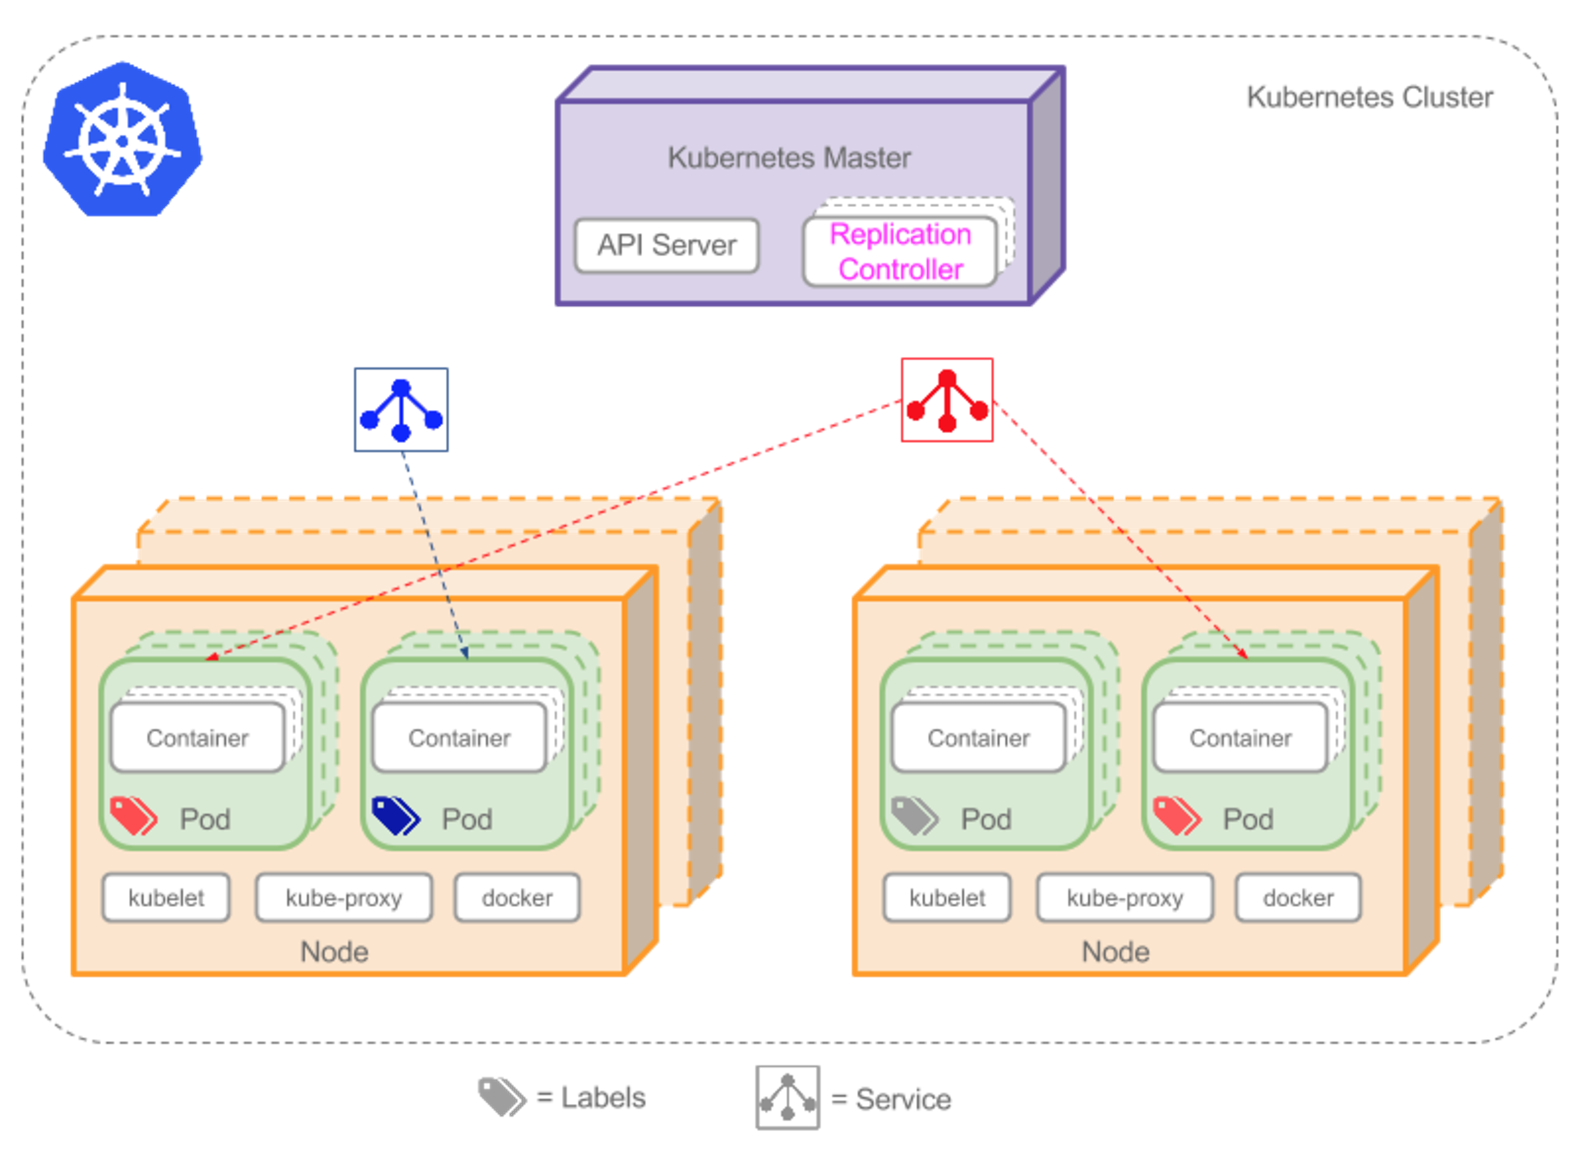 Kubernetes Cluster
Kubernetes Master
API Server
Replication
Controller
Container
Container
Container
Container
Pod
Pod
Pod
Pod
kubelet
kube-proxy
docker
kubelet
kube-proxy
docker
Node
Node
= Labels
= Service